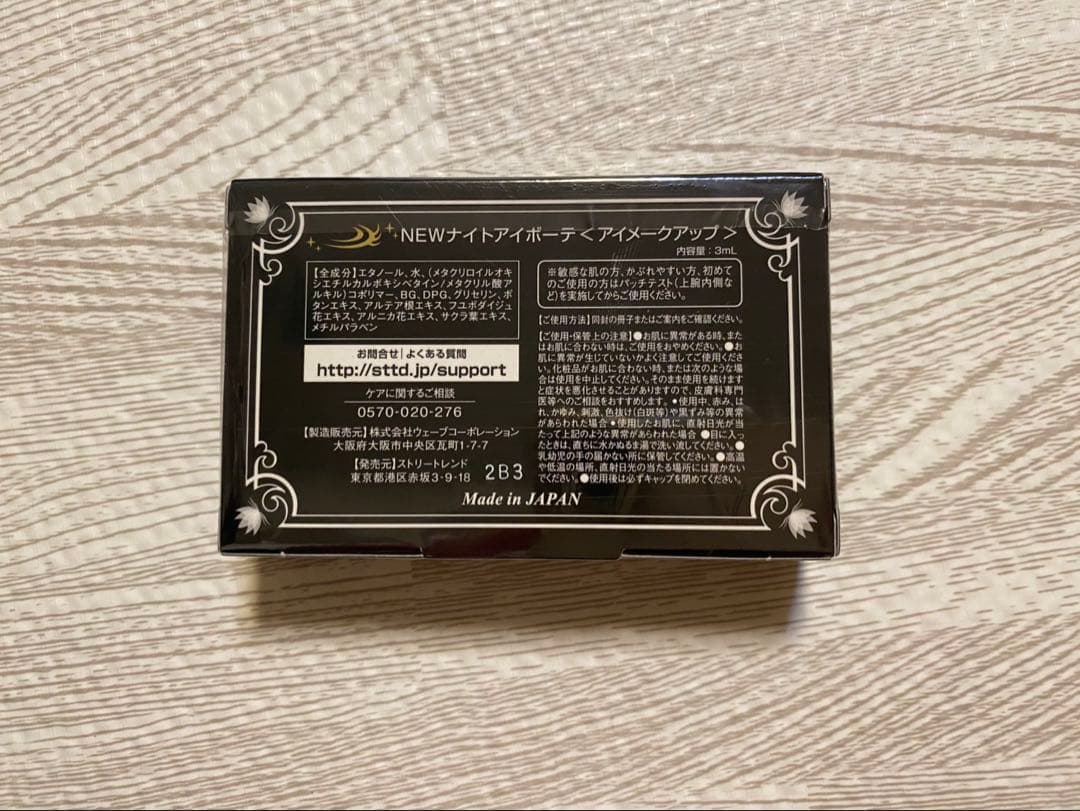 NEWナイトアイボーテ＜アイメークアップ＞
内容量：3mL
【全成分】エタノール、水、(メタクリロイルオキ
シエチルカルボキシベタイン/メタクリル酸ア
ルキル)コポリマー、BG、DPG、グリセリン、ボ
タンエキス、アルテア根エキス、フユボダイジュ
花エキス、アルニカ花エキス、サクラ葉エキス、
メチルパラベン
お問合せ|よくある質問
http://sttd.jp/support
ケアに関するご相談
0570-020-276
【製造販売元】株式会社ウェーブコーポレーション
大阪府大阪市中央区瓦町1-7-7
【発売元】ストリートレンド
東京都港区赤坂3-9-18
2B3
※敏感な肌の方、かぶれやすい方、初めて
のご使用の方はパッチテスト(上腕内側な
ど)を実施してからご使用ください。
【ご使用方法】同封の冊子またはご案内をご確認ください。
【ご使用・保管上の注意】●お肌に異常がある時、また
はお肌に合わない時は、ご使用をおやめください。●お
肌に異常が生じていないかよく注意してご使用くださ
い。化粧品がお肌に合わない時、または次のような場
合は使用を中止してください。そのまま使用を続けます
と症状を悪化させることがありますので、皮膚科専門
医等へのご相談をおすすめします。●使用中、赤み、は
れ、かゆみ、刺激、色抜け(白斑等)や黒ずみ等の異常
があらわれた場合●使用したお肌に、直射日光が当
たって上記のような異常があらわれた場合 ●目に入っ
たときは、直ちに水かぬるま湯で洗い流してください。●
乳幼児の手の届かない所に保管してください。●高温
や低温の場所、直射日光の当たる場所には置かない
でください。●使用後は必ずキャップを閉めてください。
Made in JAPAN